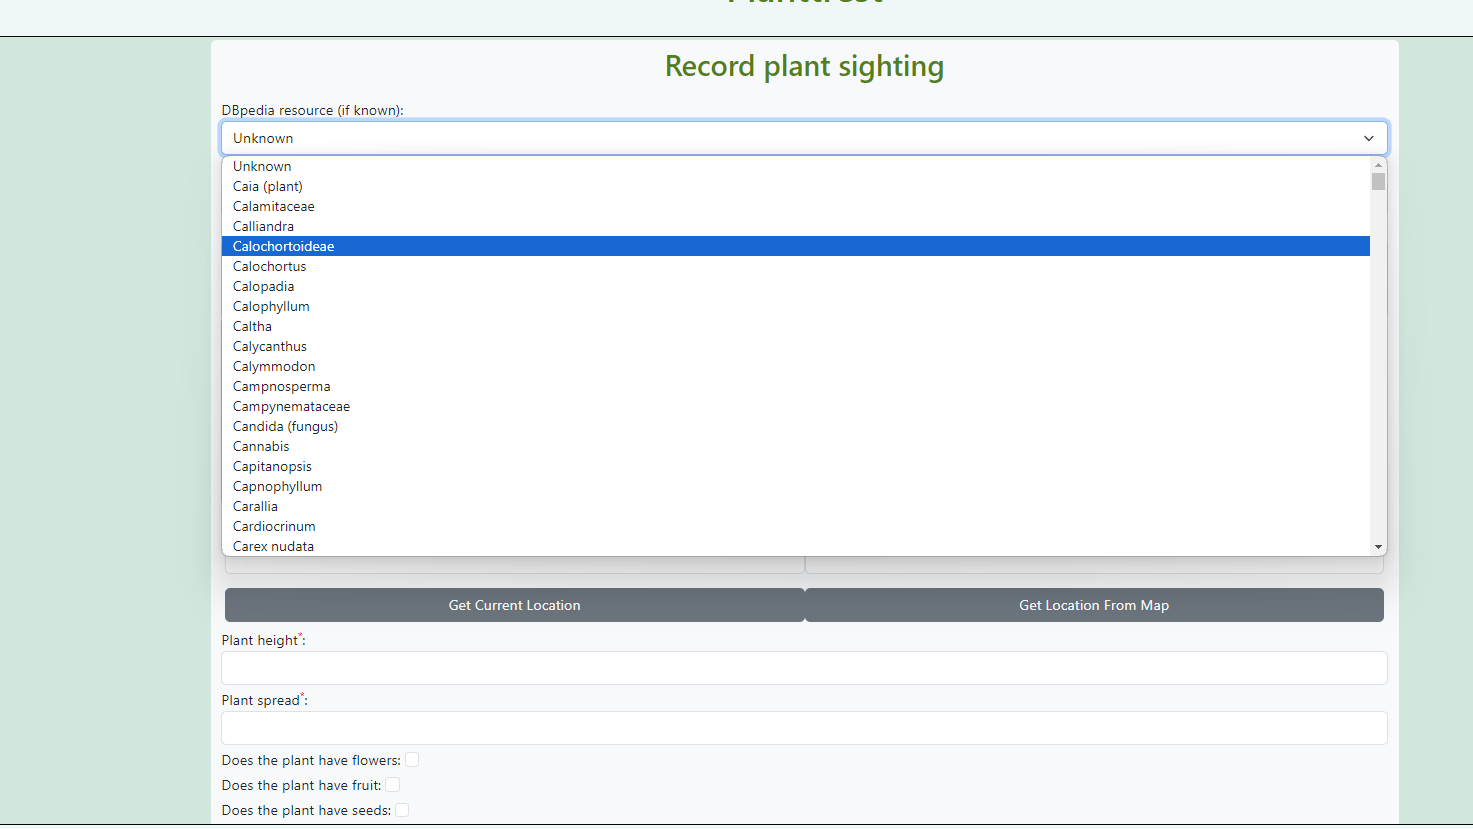 Record plant sighting
DBpedia resource (if known):
Unknown
Unknown
Caia (plant)
Calamitaceae
Calliandra
Calochortoideae
Calochortus
Calopadia
Calophyllum
Caltha
Calycanthus
Calymmodon
Campnosperma
Campynemataceae
Candida (fungus)
Cannabis
Capitanopsis
Capnophyllum
Carallia
Cardiocrinum
Carex nudata
Get Current Location Get Location From Map
Plant height*:
Plant spread*:
Does the plant have flowers:
Does the plant have fruit:
Does the plant have seeds: